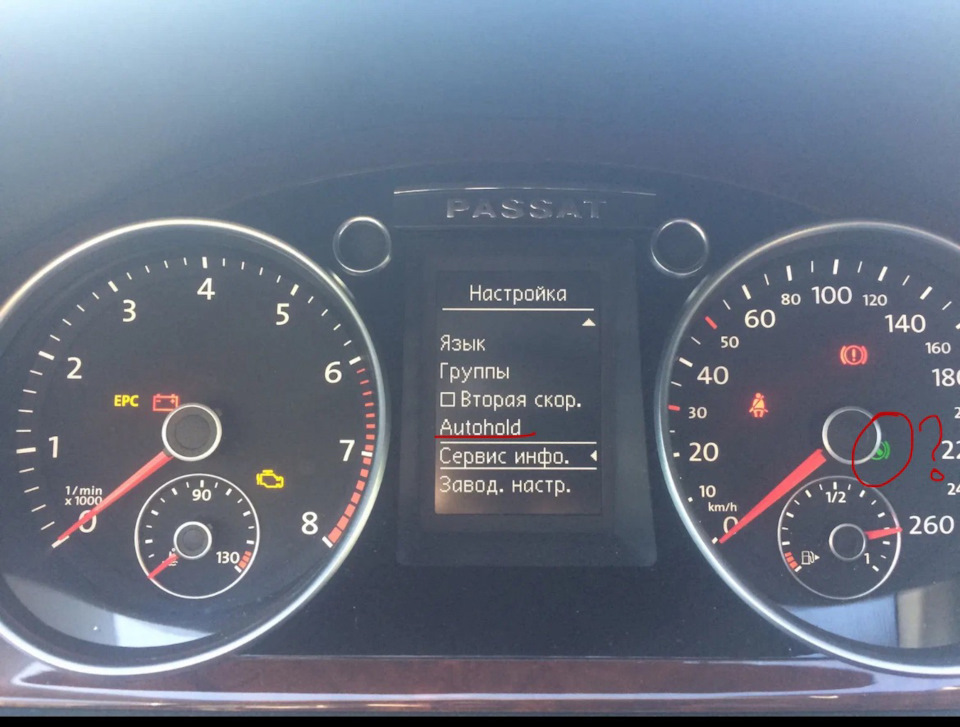 PASSAT
Настройка
Язык
Группы
Вторая скор.
Autohold
Сервис инфо.
Завод. настр.
EPC
0
1
2
3
4
5
6
7
8
1/min
x 1000
90
130
0
10
20
30
40
50
60
80
100
120
140
160
260
km/h
1/2
1
?